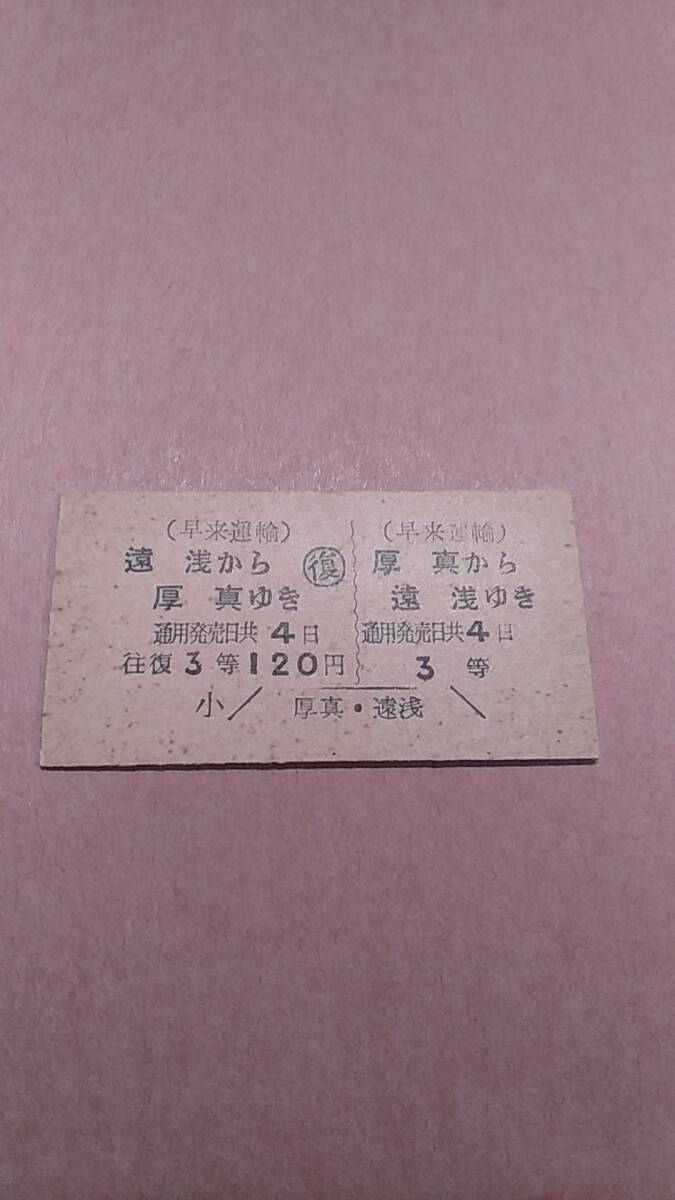 (早来運輸)
遠浅から
厚真ゆき
通用発売日共4日
往復3等120円
復
(早来運輸)
厚真から
遠浅ゆき
通用発売日共4日
3等
小 厚真・遠浅